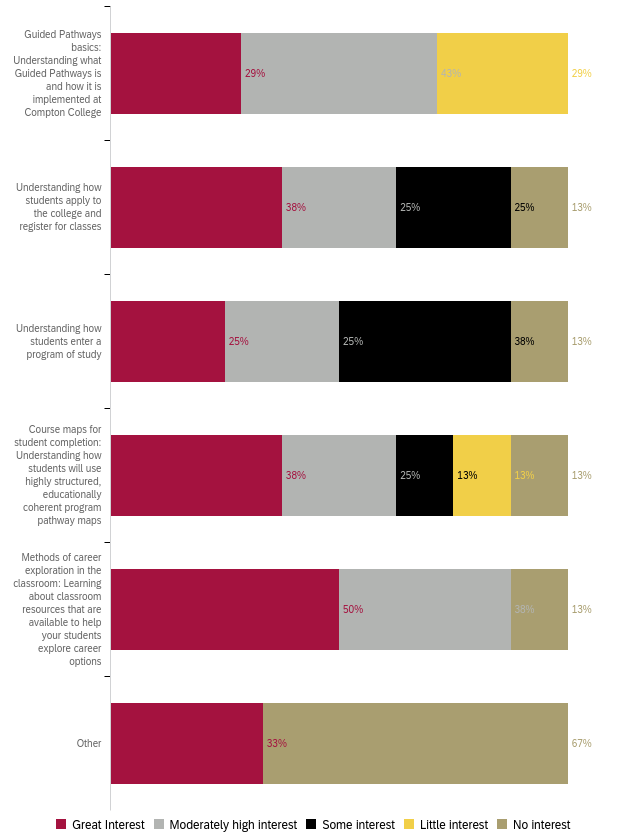 Guided Pathways
basics:
Understanding what
Guided Pathways is
and how it is
implemented at
Compton College
29%
43%
29%
Understanding how
students apply to
the college and
register for classes
38%
25%
25%
13%
Understanding how
students enter a
program of study
25%
25%
38%
13%
Course maps for
student completion:
Understanding how
students will use
highly structured,
educationally
coherent program
pathway maps
38%
25%
13%
13%
13%
Methods of career
exploration in the
classroom: Learning
about classroom
resources that are
available to help
your students
explore career
options
50%
38%
13%
Other
33%
67%
Great Interest
Moderately high interest
Some interest
Little interest
No interest